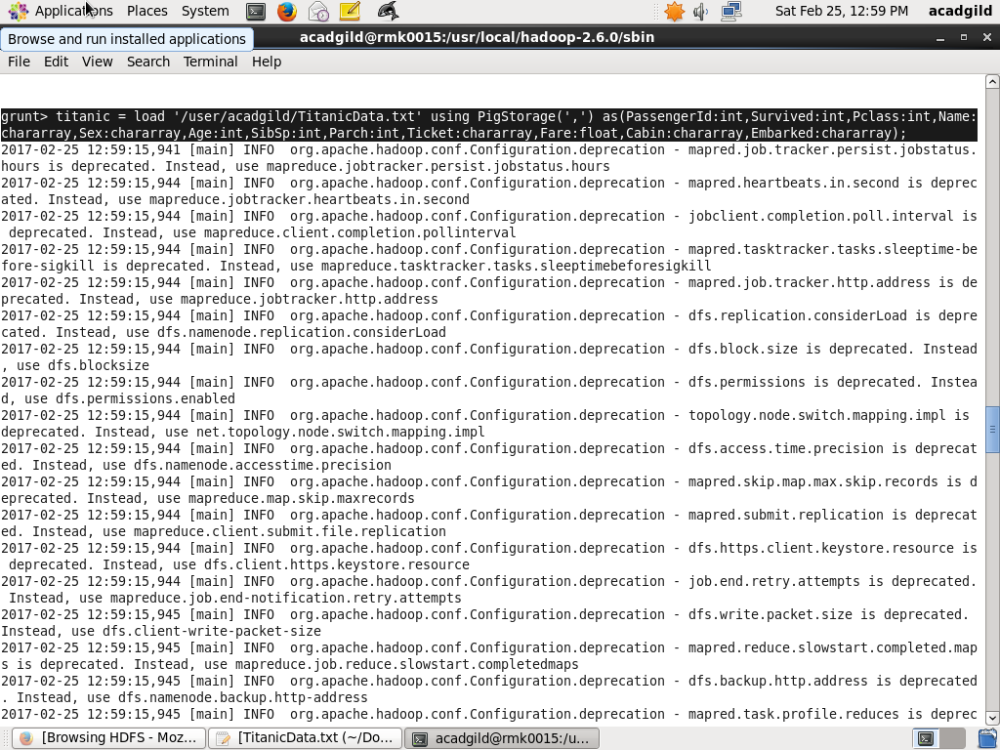 Applications Places System Sat Feb 25, 12:59 PM acadgild
Browse and run installed applications
acadgild@rmk0015:/usr/local/hadoop-2.6.0/sbin
File Edit View Search Terminal Help
grunt> titanic = load '/user/acadgild/TitanicData.txt' using PigStorage(',') as(PassengerId:int,Survived:int,Pclass:int,Name:
chararray,Sex:chararray,Age:int,SibSp:int,Parch:int,Ticket:chararray,Fare:float,Cabin:chararray,Embarked:chararray);
2017-02-25 12:59:15,941 [main] INFO  org.apache.hadoop.conf.Configuration.deprecation - mapred.job.tracker.persist.jobstatus.
hours is deprecated. Instead, use mapreduce.jobtracker.persist.jobstatus.hours
2017-02-25 12:59:15,944 [main] INFO  org.apache.hadoop.conf.Configuration.deprecation - mapred.heartbeats.in.second is deprec
ated. Instead, use mapreduce.jobtracker.heartbeats.in.second
2017-02-25 12:59:15,944 [main] INFO  org.apache.hadoop.conf.Configuration.deprecation - jobclient.completion.poll.interval is
 deprecated. Instead, use mapreduce.client.completion.pollinterval
2017-02-25 12:59:15,944 [main] INFO  org.apache.hadoop.conf.Configuration.deprecation - mapred.tasktracker.tasks.sleeptime-be
fore-sigkill is deprecated. Instead, use mapreduce.tasktracker.tasks.sleeptimebeforesigkill
2017-02-25 12:59:15,944 [main] INFO  org.apache.hadoop.conf.Configuration.deprecation - mapred.job.tracker.http.address is de
precated. Instead, use mapreduce.jobtracker.http.address
2017-02-25 12:59:15,944 [main] INFO  org.apache.hadoop.conf.Configuration.deprecation - dfs.replication.considerLoad is depre
cated. Instead, use dfs.namenode.replication.considerLoad
2017-02-25 12:59:15,944 [main] INFO  org.apache.hadoop.conf.Configuration.deprecation - dfs.block.size is deprecated. Instead
, use dfs.blocksize
2017-02-25 12:59:15,944 [main] INFO  org.apache.hadoop.conf.Configuration.deprecation - dfs.permissions is deprecated. Instea
d, use dfs.permissions.enabled
2017-02-25 12:59:15,944 [main] INFO  org.apache.hadoop.conf.Configuration.deprecation - topology.node.switch.mapping.impl is
deprecated. Instead, use net.topology.node.switch.mapping.impl
2017-02-25 12:59:15,944 [main] INFO  org.apache.hadoop.conf.Configuration.deprecation - dfs.access.time.precision is deprecat
ed. Instead, use dfs.namenode.accesstime.precision
2017-02-25 12:59:15,944 [main] INFO  org.apache.hadoop.conf.Configuration.deprecation - mapred.skip.map.max.skip.records is d
eprecated. Instead, use mapreduce.map.skip.maxrecords
2017-02-25 12:59:15,944 [main] INFO  org.apache.hadoop.conf.Configuration.deprecation - mapred.submit.replication is deprecat
ed. Instead, use mapreduce.client.submit.file.replication
2017-02-25 12:59:15,944 [main] INFO  org.apache.hadoop.conf.Configuration.deprecation - dfs.https.client.keystore.resource is
 deprecated. Instead, use dfs.client.https.keystore.resource
2017-02-25 12:59:15,944 [main] INFO  org.apache.hadoop.conf.Configuration.deprecation - job.end.retry.attempts is deprecated.
 Instead, use mapreduce.job.end-notification.retry.attempts
2017-02-25 12:59:15,945 [main] INFO  org.apache.hadoop.conf.Configuration.deprecation - dfs.write.packet.size is deprecated.
Instead, use dfs.client-write-packet-size
2017-02-25 12:59:15,945 [main] INFO  org.apache.hadoop.conf.Configuration.deprecation - mapred.reduce.slowstart.completed.map
s is deprecated. Instead, use mapreduce.job.reduce.slowstart.completedmaps
2017-02-25 12:59:15,945 [main] INFO  org.apache.hadoop.conf.Configuration.deprecation - dfs.backup.http.address is deprecated
. Instead, use dfs.namenode.backup.http-address
2017-02-25 12:59:15,945 [main] INFO  org.apache.hadoop.conf.Configuration.deprecation - mapred.task.profile.reduces is deprec
[Browsing HDFS - Moz... [TitanicData.txt (~/Do... acadgild@rmk0015:/u...